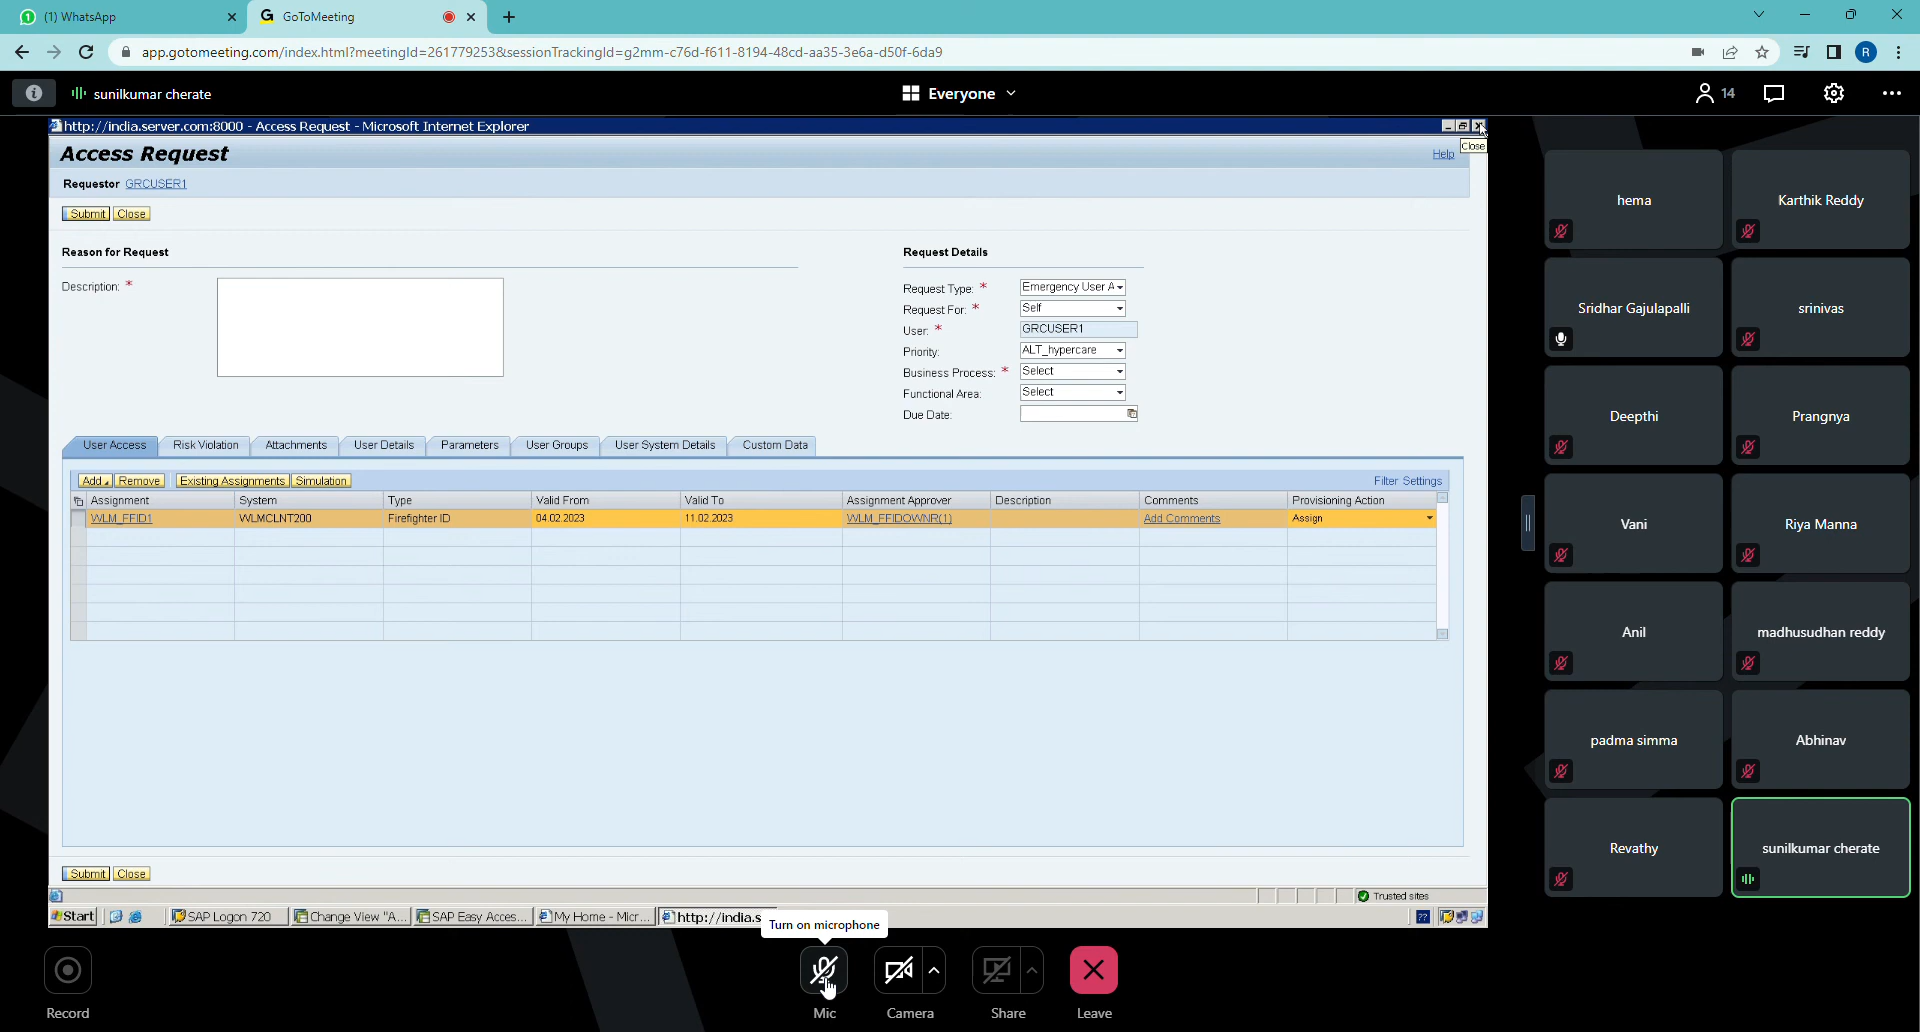 (1) WhatsApp
GoToMeeting
app.gotomeeting.com/index.html?meetingId=261779253&sessionTrackingId=g2mm-c76d-f611-8194-48cd-aa35-3e6a-d50f-6da9
R
sunilkumar cherate
Everyone
14
http://india.server.com:8000 - Access Request - Microsoft Internet Explorer
Close
Access Request
Help
Requestor GRCUSER1
Submit Close
Reason for Request
Request Details
Description: *
Request Type: * Emergency User A
Request For: * Self
User: * GRCUSER1
Priority: ALT_hypercare
Business Process: * Select
Functional Area: Select
Due Date:
User Access Risk Violation Attachments User Details Parameters User Groups User System Details Custom Data
Add Remove Existing Assignments Simulation Filter Settings
Assignment System Type Valid From Valid To Assignment Approver Description Comments Provisioning Action
WLM_FFID1 WLMCLNT200 Firefighter ID 04.02.2023 11.02.2023 WLM_FFIDOWNR(1) Add Comments Assign
Submit Close
Trusted sites
Start SAP Logon 720 Change View "A... SAP Easy Acces... My Home - Micr... http://india.s
??
Turn on microphone
hema
Karthik Reddy
Sridhar Gajulapalli
srinivas
Deepthi
Prangnya
Vani
Riya Manna
Anil
madhusudhan reddy
padma simma
Abhinav
Revathy
sunilkumar cherate
Record
Mic
Camera
Share
Leave